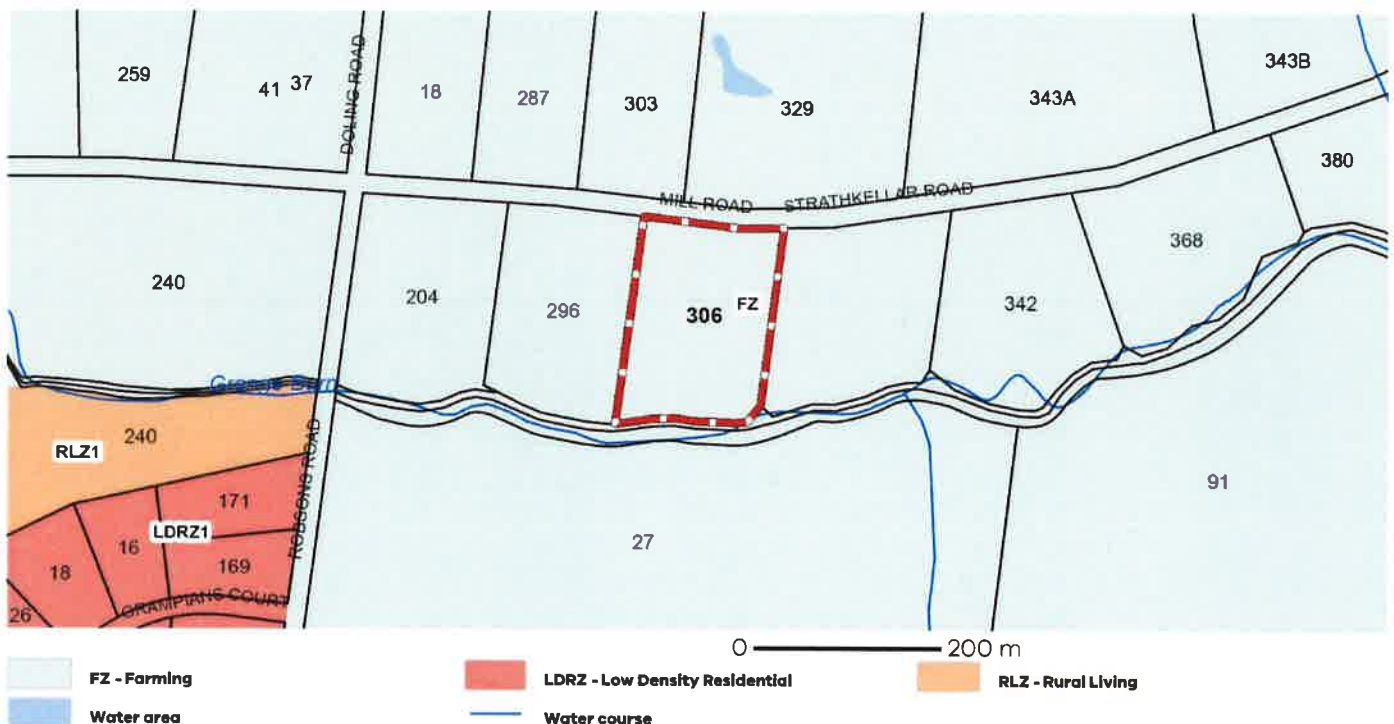 259
41 37
DOLING ROAD
18
287
303
329
343A
343B
380
MILL ROAD
STRATHKELLAR ROAD
240
204
296
306
FZ
342
368
Grange Burn
240
RLZ1
ROBSONS ROAD
171
LDRZ1
16
169
18
26
GRAMPIANS COURT
27
91
0 200 m
FZ - Farming
LDRZ - Low Density Residential
RLZ - Rural Living
Water area
Water course